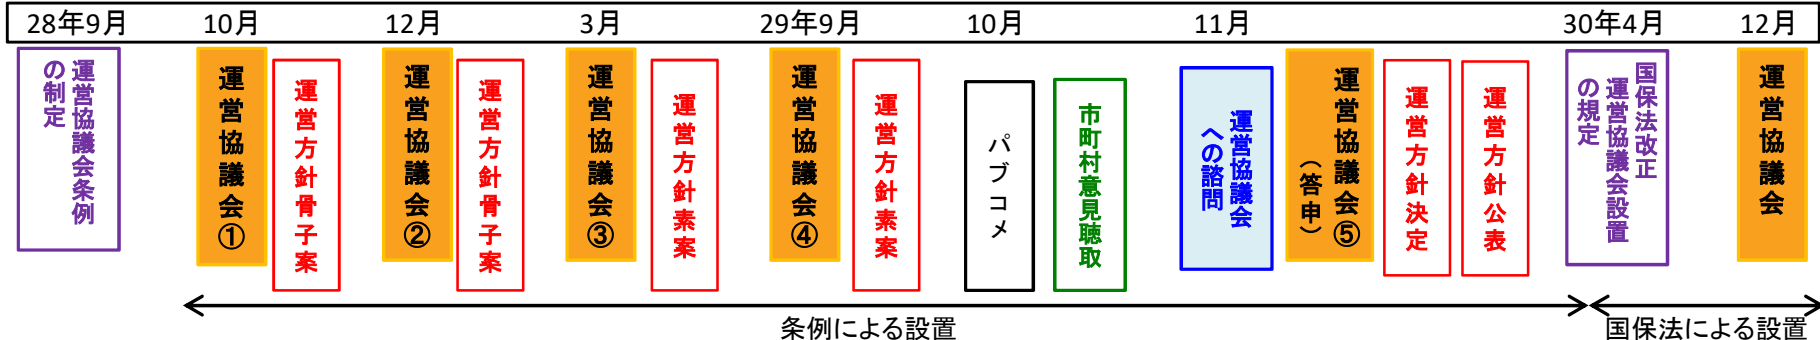 28年9月
10月
12月
3月
29年9月
10月
11月
30年4月
12月
運営協議会条例
の制定
運営協議会①
運営方針骨子案
運営協議会②
運営方針骨子案
運営協議会③
運営方針素案
運営協議会④
運営方針素案
パブコメ
市町村意見聴取
運営協議会
への諮問
運営協議会⑤
（答申）
運営方針決定
運営方針公表
国保法改正
運営協議会設置
の規定
運営協議会
条例による設置
国保法による設置